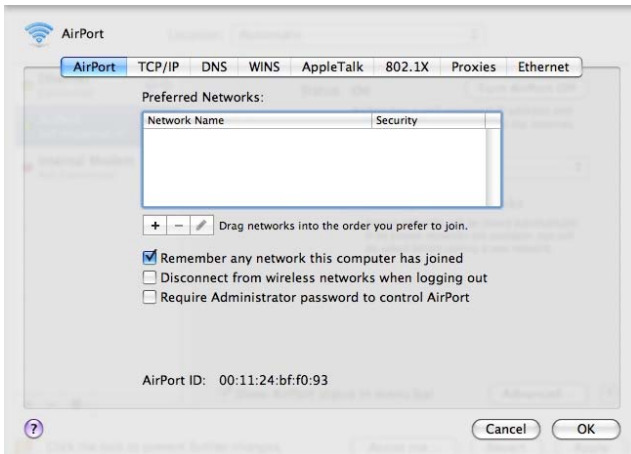 AirPort
AirPort TCP/IP DNS WINS AppleTalk 802.1X Proxies Ethernet
Preferred Networks:
Network Name Security
+ − Drag networks into the order you prefer to join.
Remember any network this computer has joined
Disconnect from wireless networks when logging out
Require Administrator password to control AirPort
AirPort ID: 00:11:24:bf:f0:93
? Cancel OK